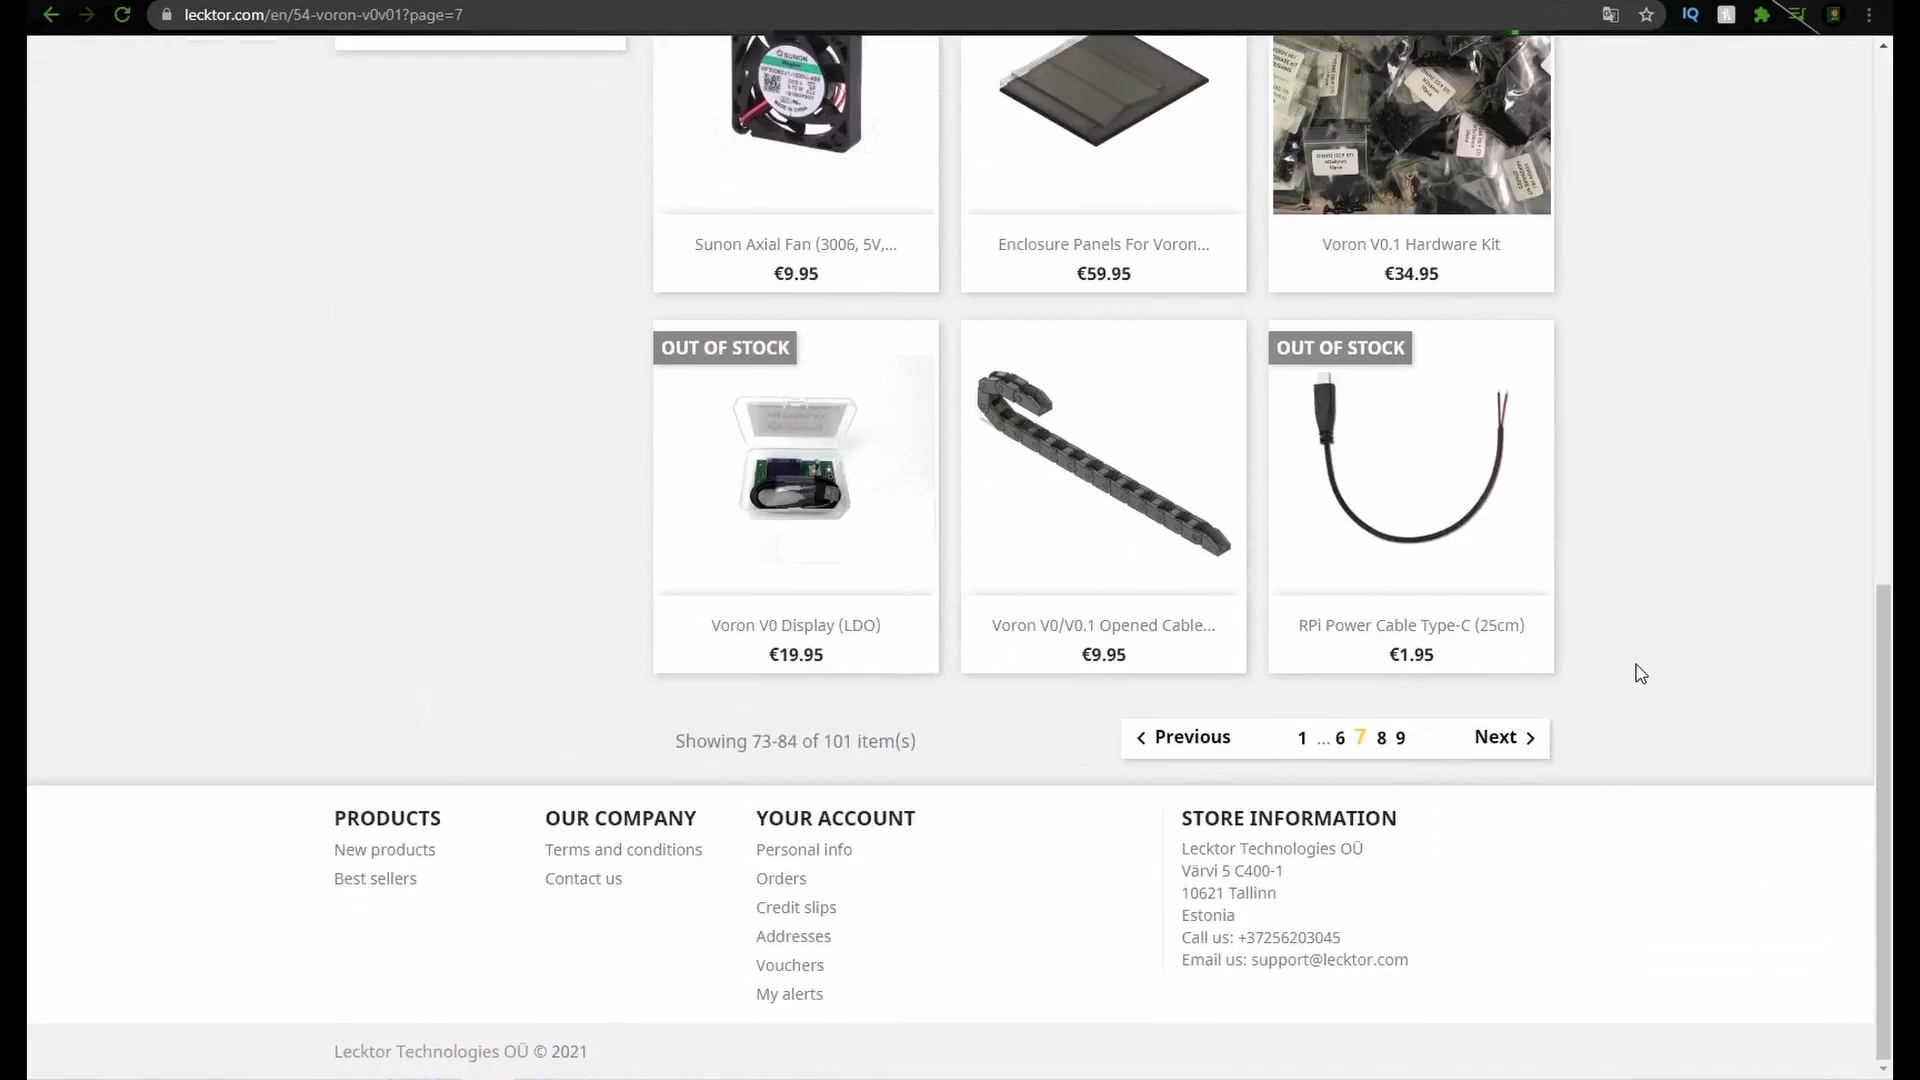 lecktor.com/en/54-voron-v0v01?page=7
SUNON
Sunon Axial Fan (3006, 5V,...
€9.95
Enclosure Panels For Voron...
€59.95
Voron V0.1 Hardware Kit
€34.95
OUT OF STOCK
OUT OF STOCK
Voron V0 Display (LDO)
€19.95
Voron V0/V0.1 Opened Cable...
€9.95
RPi Power Cable Type-C (25cm)
€1.95
Showing 73-84 of 101 item(s)
Previous 1 ... 6 7 8 9 Next
PRODUCTS
New products
Best sellers
OUR COMPANY
Terms and conditions
Contact us
YOUR ACCOUNT
Personal info
Orders
Credit slips
Addresses
Vouchers
My alerts
STORE INFORMATION
Lecktor Technologies OÜ
Värvi 5 C400-1
10621 Tallinn
Estonia
Call us: +37256203045
Email us: support@lecktor.com
Lecktor Technologies OÜ © 2021